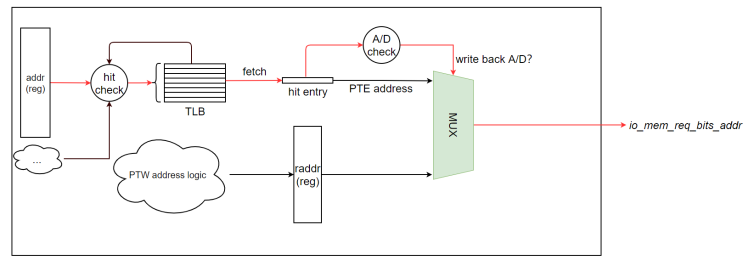 A/D
check
write back A/D?
addr
(reg)
hit
check
fetch
TLB
hit entry
PTE address
MUX
io_mem_req_bits_addr
...
PTW address logic
raddr
(reg)